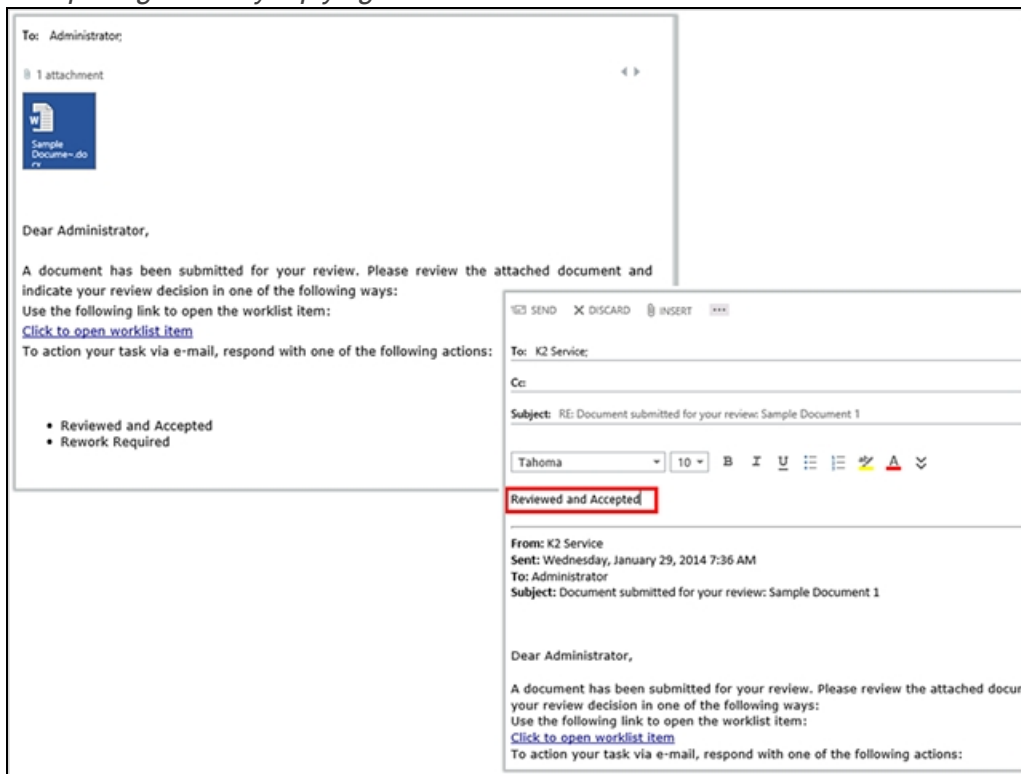 To: Administrator;
1 attachment
Sample
Docume~.do
cx
Dear Administrator,
A document has been submitted for your review. Please review the attached document and
indicate your review decision in one of the following ways:
Use the following link to open the worklist item:
Click to open worklist item
To action your task via e-mail, respond with one of the following actions:
• Reviewed and Accepted
• Rework Required
SEND DISCARD INSERT ...
To: K2 Service;
Cc:
Subject: RE: Document submitted for your review: Sample Document 1
Tahoma 10 B I U A
Reviewed and Accepted
From: K2 Service
Sent: Wednesday, January 29, 2014 7:36 AM
To: Administrator
Subject: Document submitted for your review: Sample Document 1
Dear Administrator,
A document has been submitted for your review. Please review the attached docu
your review decision in one of the following ways:
Use the following link to open the worklist item:
Click to open worklist item
To action your task via e-mail, respond with one of the following actions: